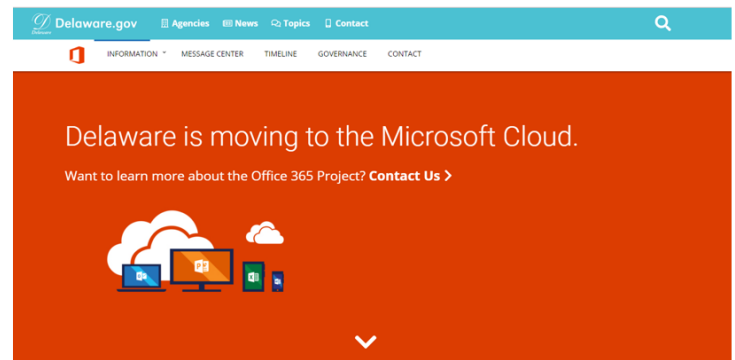 Delaware.gov Agencies News Topics Contact
INFORMATION MESSAGE CENTER TIMELINE GOVERNANCE CONTACT
Delaware is moving to the Microsoft Cloud.
Want to learn more about the Office 365 Project? Contact Us